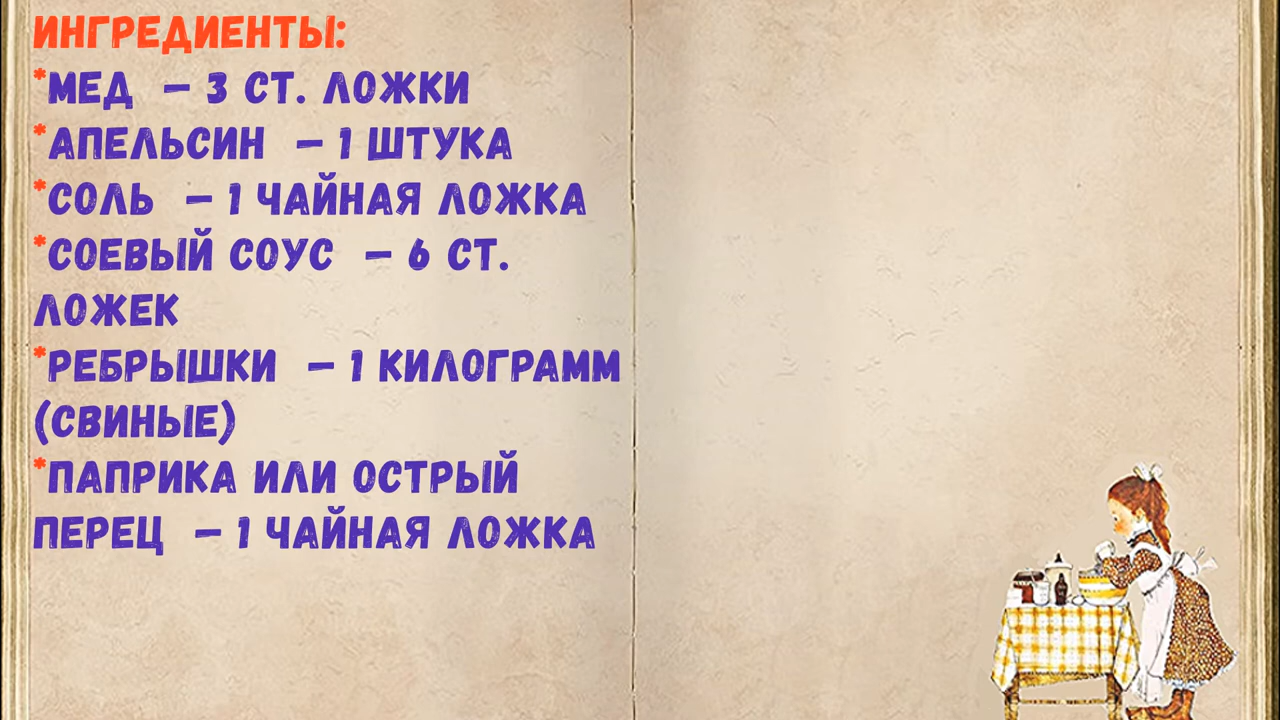 ИНГРЕДИЕНТЫ:
*МЕД – 3 СТ. ЛОЖКИ
*АПЕЛЬСИН – 1 ШТУКА
*СОЛЬ – 1 ЧАЙНАЯ ЛОЖКА
*СОЕВЫЙ СОУС – 6 СТ.
ЛОЖЕК
*РЕБРЫШКИ – 1 КИЛОГРАММ
(СВИНЫЕ)
*ПАПРИКА ИЛИ ОСТРЫЙ
ПЕРЕЦ – 1 ЧАЙНАЯ ЛОЖКА